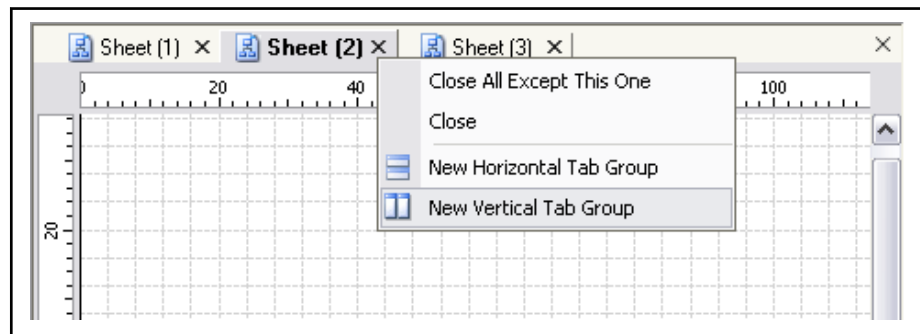 Sheet (1) Sheet (2) Sheet (3)
0 20 40 100
Close All Except This One
Close
New Horizontal Tab Group
New Vertical Tab Group
20